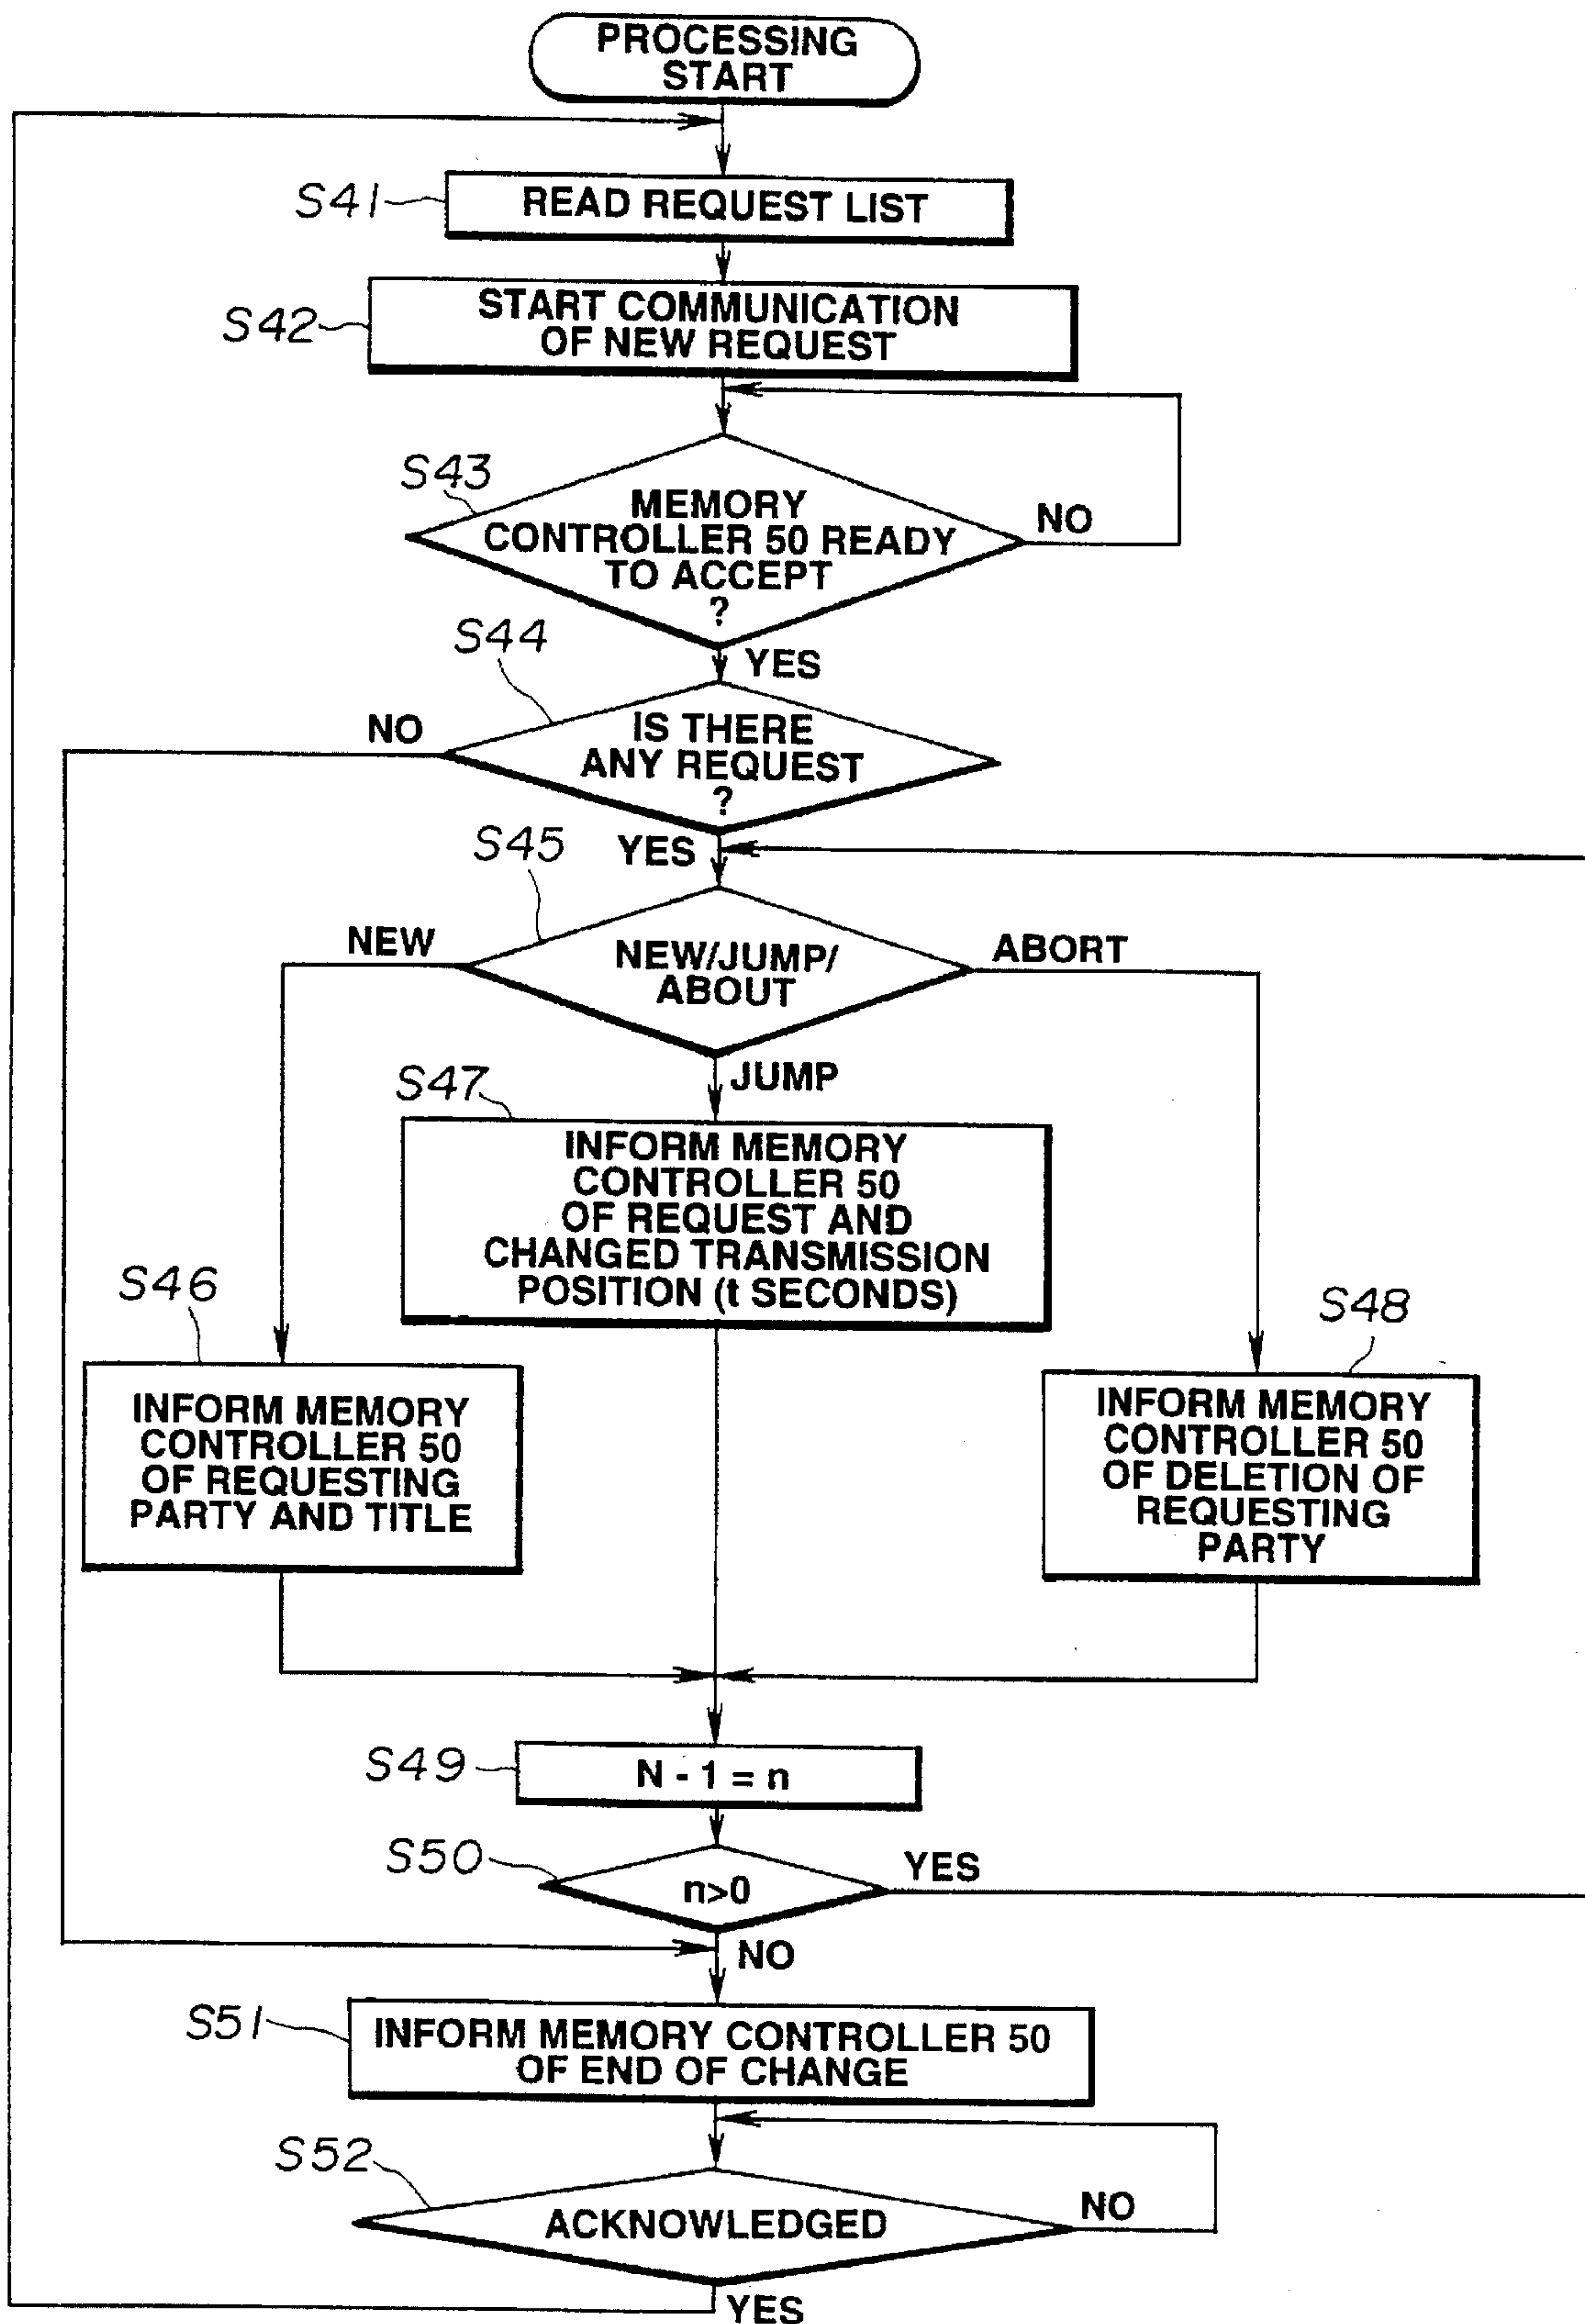 PROCESSING
START
S41
READ REQUEST LIST
S42
START COMMUNICATION
OF NEW REQUEST
S43
MEMORY
CONTROLLER 50 READY
TO ACCEPT
?
NO
YES
S44
IS THERE
ANY REQUEST
?
NO
YES
S45
NEW/JUMP/
ABOUT
NEW
ABORT
JUMP
S47
INFORM MEMORY
CONTROLLER 50
OF REQUEST AND
CHANGED TRANSMISSION
POSITION (t SECONDS)
S46
INFORM MEMORY
CONTROLLER 50
OF REQUESTING
PARTY AND TITLE
S48
INFORM MEMORY
CONTROLLER 50
OF DELETION OF
REQUESTING
PARTY
S49
N - 1 = n
S50
n>0
YES
NO
S51
INFORM MEMORY CONTROLLER 50
OF END OF CHANGE
S52
ACKNOWLEDGED
NO
YES